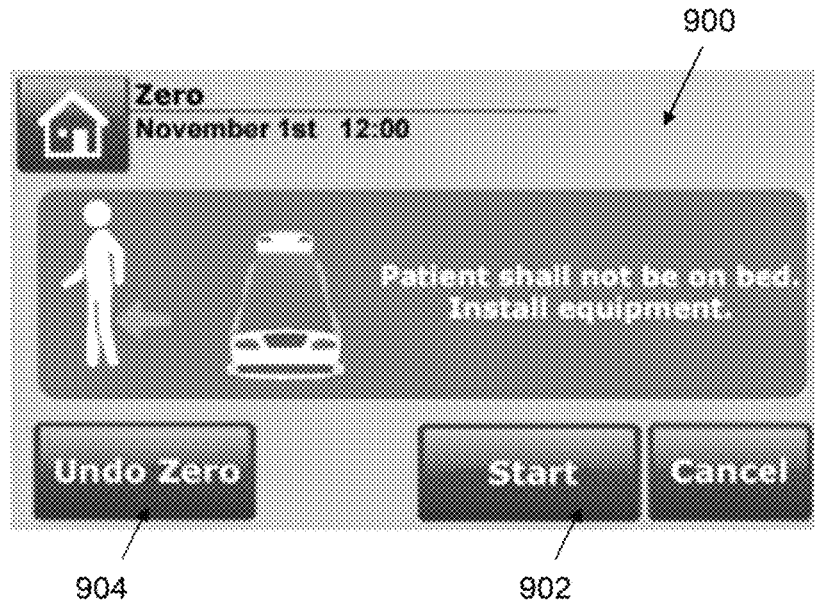 900
Zero
November 1st 12:00
Patient shall not be on bed.
Install equipment.
Undo Zero
Start
Cancel
904
902